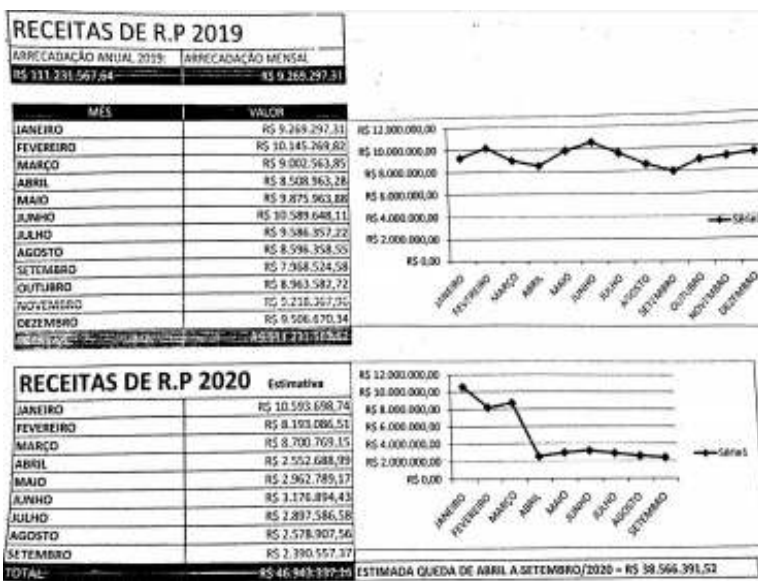 RECEITAS DE R.P 2019
ARRECADAÇÃO ANUAL 2019: ARRECADAÇÃO MENSAL
R$ 111.231.567,64 R$ 9.269.297,31
MÊS VALOR
JANEIRO R$ 9.269.297,31
FEVEREIRO R$ 10.145.269,82
MARÇO R$ 9.002.563,85
ABRIL R$ 8.508.963,28
MAIO R$ 9.875.963,88
JUNHO R$ 10.589.648,11
JULHO R$ 9.586.357,22
AGOSTO R$ 8.596.358,55
SETEMBRO R$ 7.968.524,58
OUTUBRO R$ 8.963.582,72
NOVEMBRO
DEZEMBRO R$ 9.506.670,34
R$ 12.000.000,00
R$ 10.000.000,00
R$ 8.000.000,00
R$ 6.000.000,00
R$ 4.000.000,00
R$ 2.000.000,00
R$ 0,00
Série1
JANEIRO FEVEREIRO MARÇO ABRIL MAIO JUNHO JULHO AGOSTO SETEMBRO OUTUBRO NOVEMBRO DEZEMBRO
RECEITAS DE R.P 2020 Estimativa
JANEIRO R$ 10.593.698,74
FEVEREIRO R$ 8.193.086,51
MARÇO R$ 8.700.769,15
ABRIL R$ 2.552.688,99
MAIO R$ 2.962.789,17
JUNHO R$ 3.176.894,43
JULHO R$ 2.897.586,58
AGOSTO R$ 2.578.907,56
SETEMBRO R$ 2.390.557,37
TOTAL
R$ 12.000.000,00
R$ 10.000.000,00
R$ 8.000.000,00
R$ 6.000.000,00
R$ 4.000.000,00
R$ 2.000.000,00
R$ 0,00
Série1
JANEIRO FEVEREIRO MARÇO ABRIL MAIO JUNHO JULHO AGOSTO SETEMBRO
ESTIMADA QUEDA DE ABRIL A SETEMBRO/2020 = R$ 38.566.391,52